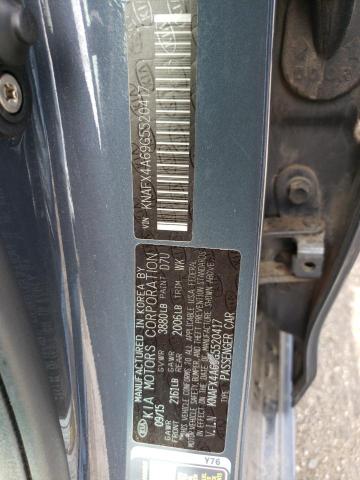 VIN KNAFX4A69G5520417
MANUFACTURED IN KOREA BY
KIA MOTORS CORPORATION
09/15 GVWR 3880LB PAINT D7U
GAWR FRONT 2161LB GAWR REAR 2006LB TRIM WK
THIS VEHICLE CONFORMS TO ALL APPLICABLE U.S. FEDERAL MOTOR
VEHICLE SAFETY, BUMPER, AND THEFT PREVENTION STANDARDS
IN EFFECT ON THE DATE OF MANUFACTURE SHOWN ABOVE.
V.I.N KNAFX4A69G5520417
TYPE: PASSENGER CAR
Y76